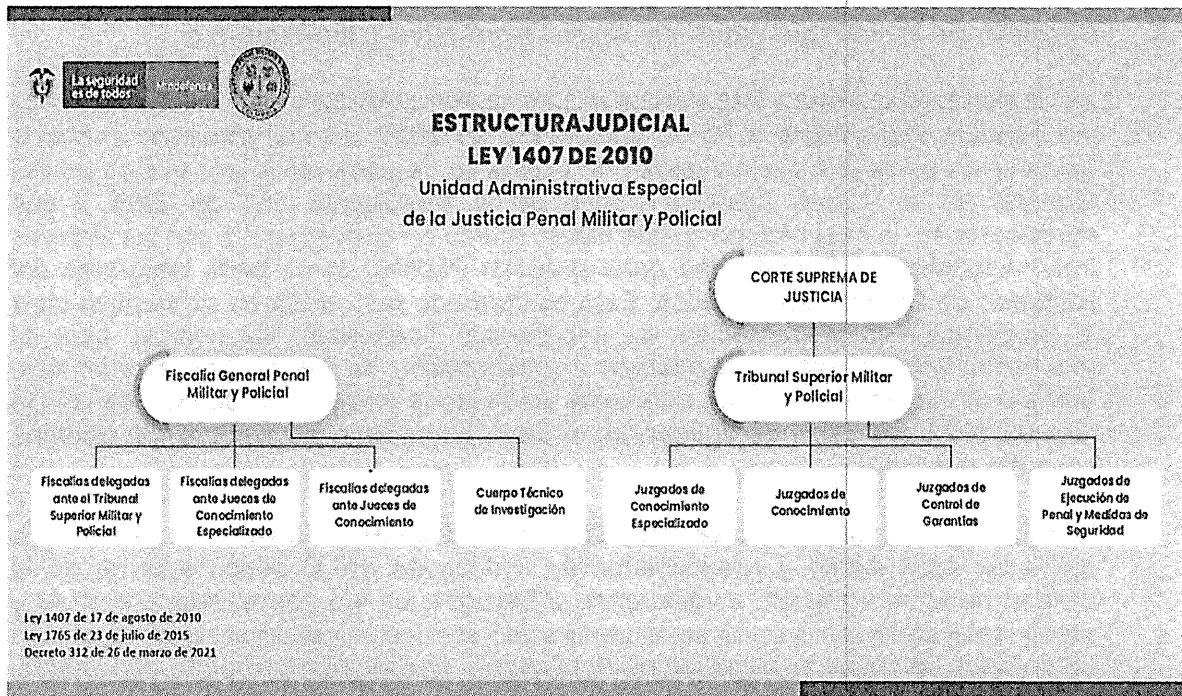 La seguridad
es de todos
Mindefensa
ESTRUCTURAJUDICIAL
LEY 1407 DE 2010
Unidad Administrativa Especial
de la Justicia Penal Militar y Policial
CORTE SUPREMA DE
JUSTICIA
Fiscalía General Penal
Militar y Policial
Tribunal Superior Militar
y Policial
Fiscalías delegadas
ante el Tribunal
Superior Militar y
Policial
Fiscalías delegadas
ante Jueces de
Conocimiento
Especializado
Fiscalías delegadas
ante Jueces de
Conocimiento
Cuerpo Técnico
de Investigación
Juzgados de
Conocimiento
Especializado
Juzgados de
Conocimiento
Juzgados de
Control de
Garantías
Juzgados de
Ejecución de
Penal y Medidas de
Seguridad
Ley 1407 de 17 de agosto de 2010
Ley 1765 de 23 de julio de 2015
Decreto 312 de 26 de marzo de 2021